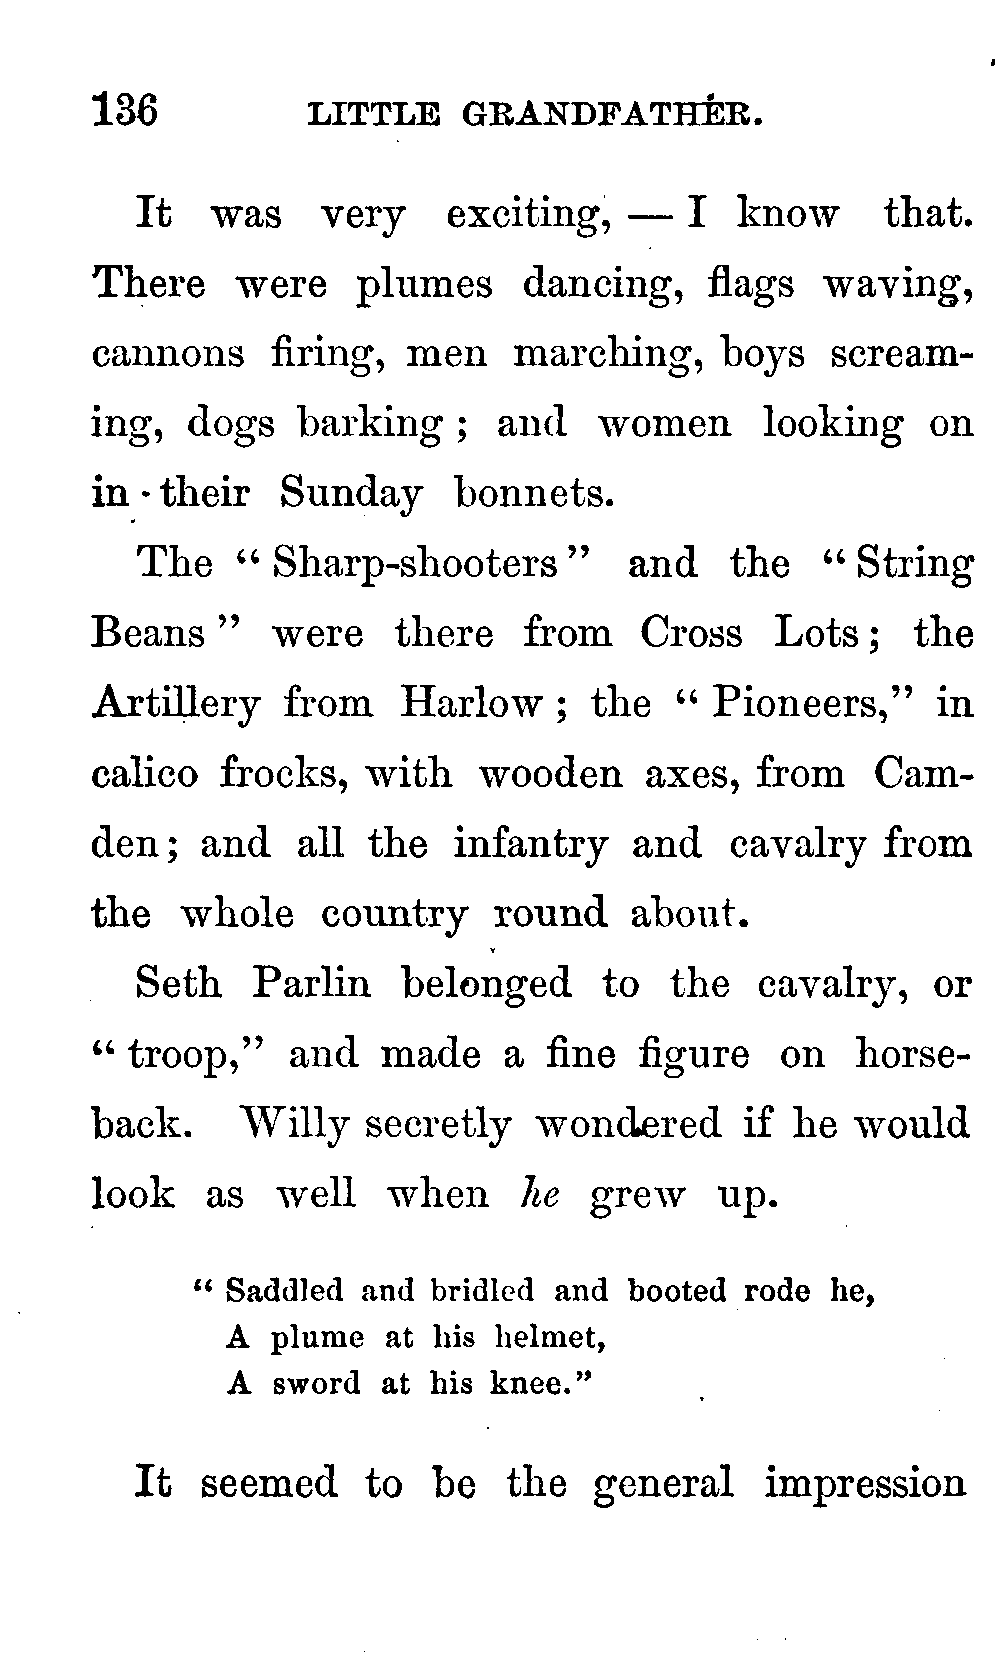 136 LITTLE GRANDFATHER.
It was very exciting, — I know that.
There were plumes dancing, flags waving,
cannons firing, men marching, boys scream-
ing, dogs barking ; and women looking on
in their Sunday bonnets.
The “ Sharp-shooters ” and the “ String
Beans ” were there from Cross Lots ; the
Artillery from Harlow ; the “ Pioneers,” in
calico frocks, with wooden axes, from Cam-
den ; and all the infantry and cavalry from
the whole country round about.
Seth Parlin belonged to the cavalry, or
“ troop,” and made a fine figure on horse-
back. Willy secretly wondered if he would
look as well when he grew up.
“ Saddled and bridled and booted rode he,
A plume at his helmet,
A sword at his knee.”
It seemed to be the general impression